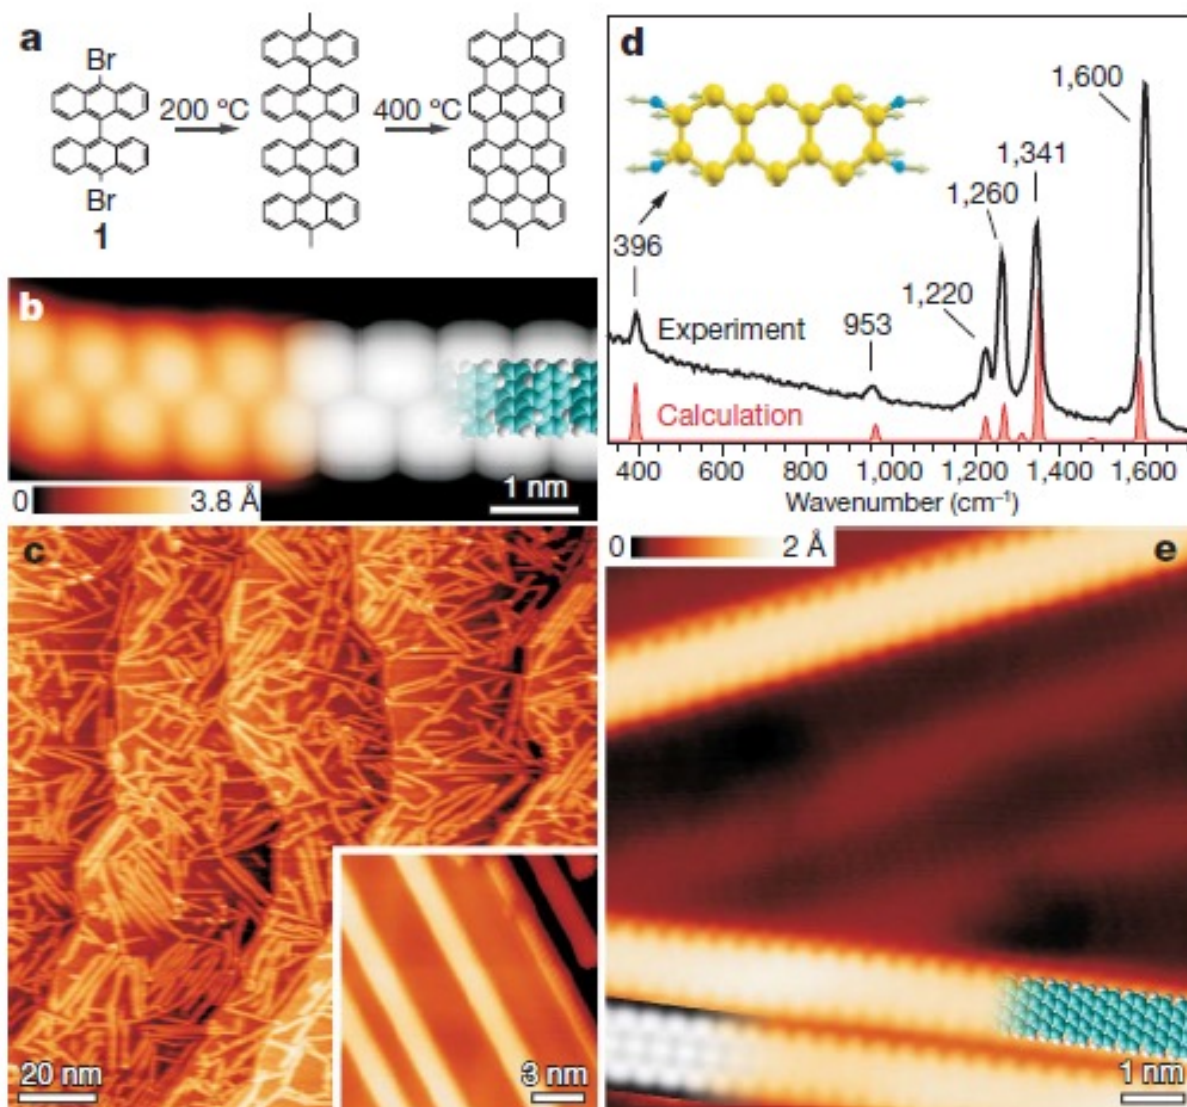 a
Br
200 °C
400 °C
Br
1
b
0
3.8 Å
1 nm
c
20 nm
3 nm
d
1,600
1,341
1,260
396
1,220
953
Experiment
Calculation
400
600
800
1,000
1,200
1,400
1,600
Wavenumber (cm⁻¹)
0
2 Å
e
1 nm